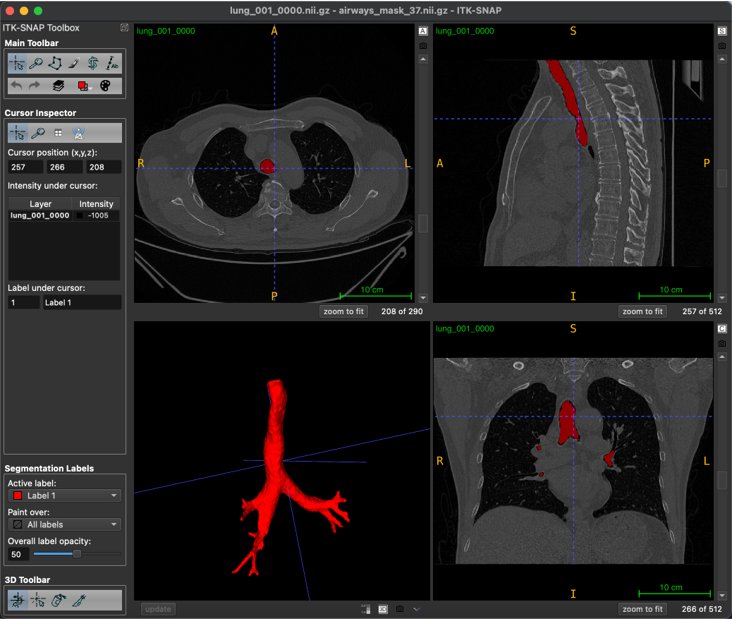 lung_001_0000.nii.gz - airways_mask_37.nii.gz - ITK-SNAP
ITK-SNAP Toolbox
Main Toolbar
Cursor Inspector
Cursor position (x,y,z):
257 266 208
Intensity under cursor:
Layer Intensity
lung_001_0000 -1005
Label under cursor:
1 Label 1
Segmentation Labels
Active label:
Label 1
Paint over:
All labels
Overall label opacity:
50
3D Toolbar
lung_001_0000
A
R
L
P
10 cm
A
zoom to fit
208 of 290
lung_001_0000
S
A
P
I
10 cm
S
zoom to fit
257 of 512
update
3D
lung_001_0000
S
R
L
I
10 cm
C
zoom to fit
266 of 512